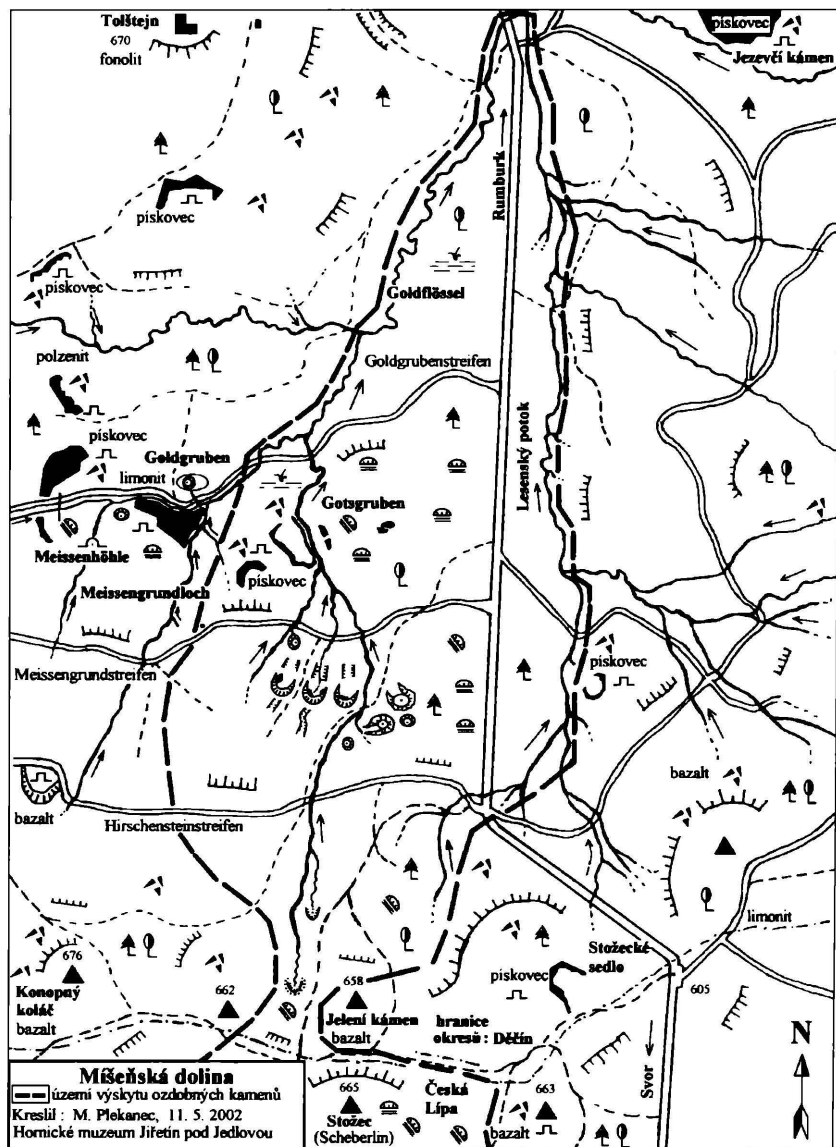 Tolštejn
670
fonolit
pískovec
Jezevčí kámen
pískovec
Rumburk
pískovec
Goldflössel
polzenit
Goldgrubenstreifen
pískovec
Goldgruben
limonit
Lesenský potok
Gotsgruben
Meissenhöhle
pískovec
Meissengrundloch
pískovec
Meissengrundstreifen
bazalt
bazalt
Hirschensteinstreifen
limonit
Stožecké
sedlo
676
pískovec
Konopný
koláč
bazalt
662
658
605
Jelení kámen
bazalt
hranice
okresů : Děčín
N
Svor
Česká
Lípa
665
Stožec
(Scheberlin)
663
bazalt
Míšeňská dolina
území výskytu ozdobných kamenů
Kreslil : M. Plekanec, 11. 5. 2002
Hornické muzeum Jiřetín pod Jedlovou